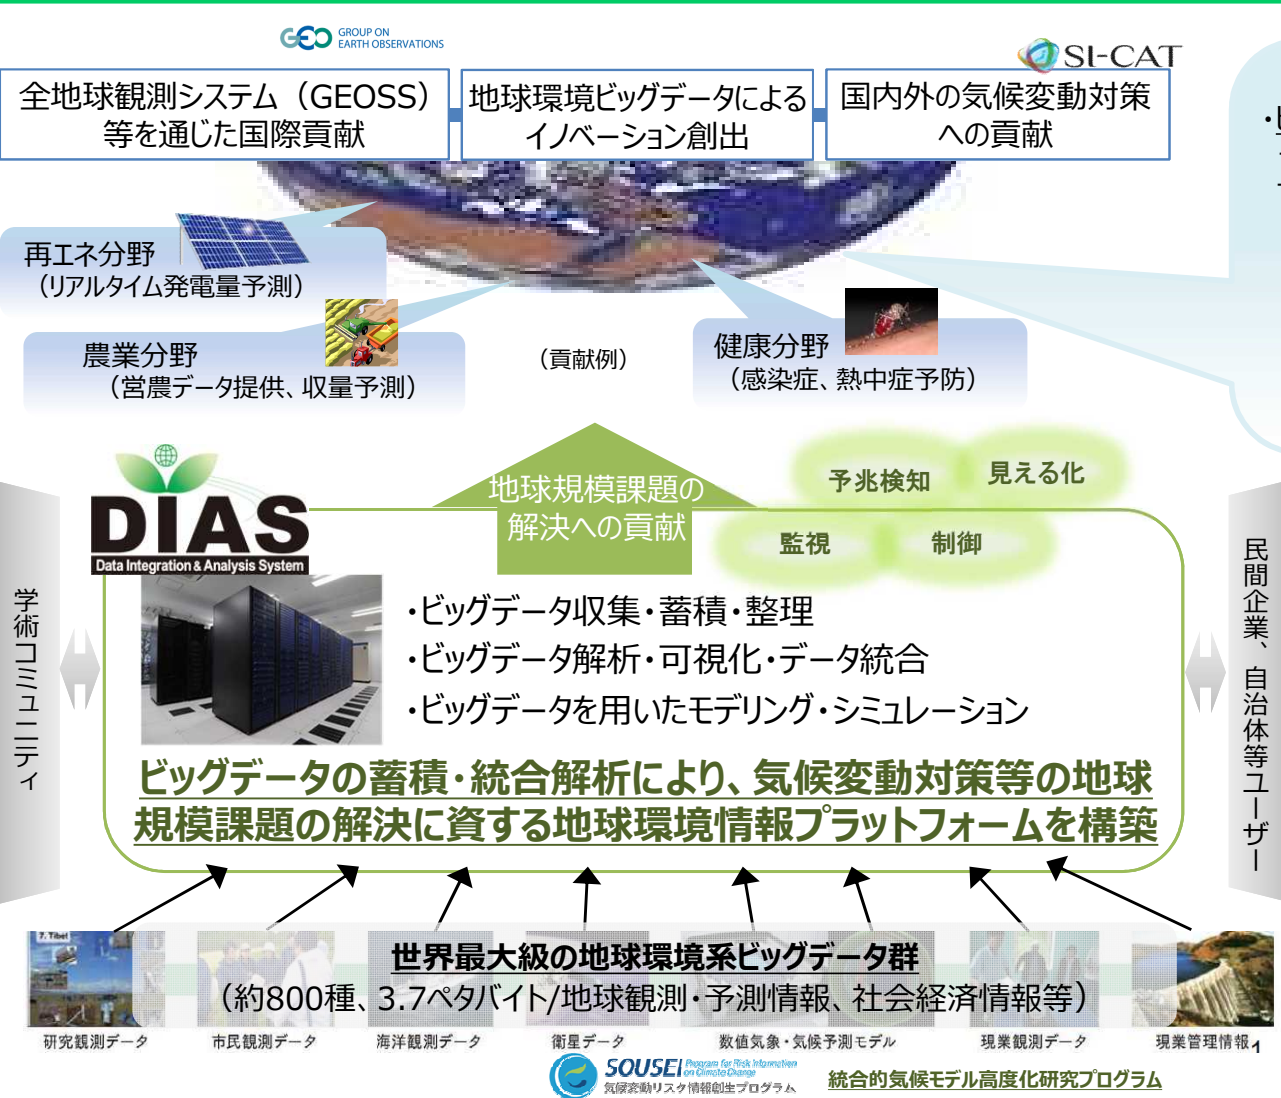 GEO GROUP ON
EARTH OBSERVATIONS
SI-CAT
全地球観測システム（GEOSS）
等を通じた国際貢献
地球環境ビッグデータによる
イノベーション創出
国内外の気候変動対策
への貢献
再エネ分野
（リアルタイム発電量予測）
農業分野
（営農データ提供、収量予測）
（貢献例）
健康分野
（感染症、熱中症予防）
地球規模課題の
解決への貢献
予兆検知
見える化
監視
制御
DIAS
Data Integration & Analysis System
学術コミュニティ
民間企業、自治体等ユーザー
・ビッグデータ収集・蓄積・整理
・ビッグデータ解析・可視化・データ統合
・ビッグデータを用いたモデリング・シミュレーション
ビッグデータの蓄積・統合解析により、気候変動対策等の地球
規模課題の解決に資する地球環境情報プラットフォームを構築
7. Tibet
世界最大級の地球環境系ビッグデータ群
（約800種、3.7ペタバイト/地球観測・予測情報、社会経済情報等）
研究観測データ
市民観測データ
海洋観測データ
衛星データ
数値気象・気候予測モデル
現業観測データ
現業管理情報
1
SOUSEI Program for Risk Information
on Climate Change
気候変動リスク情報創生プログラム
統合的気候モデル高度化研究プログラム